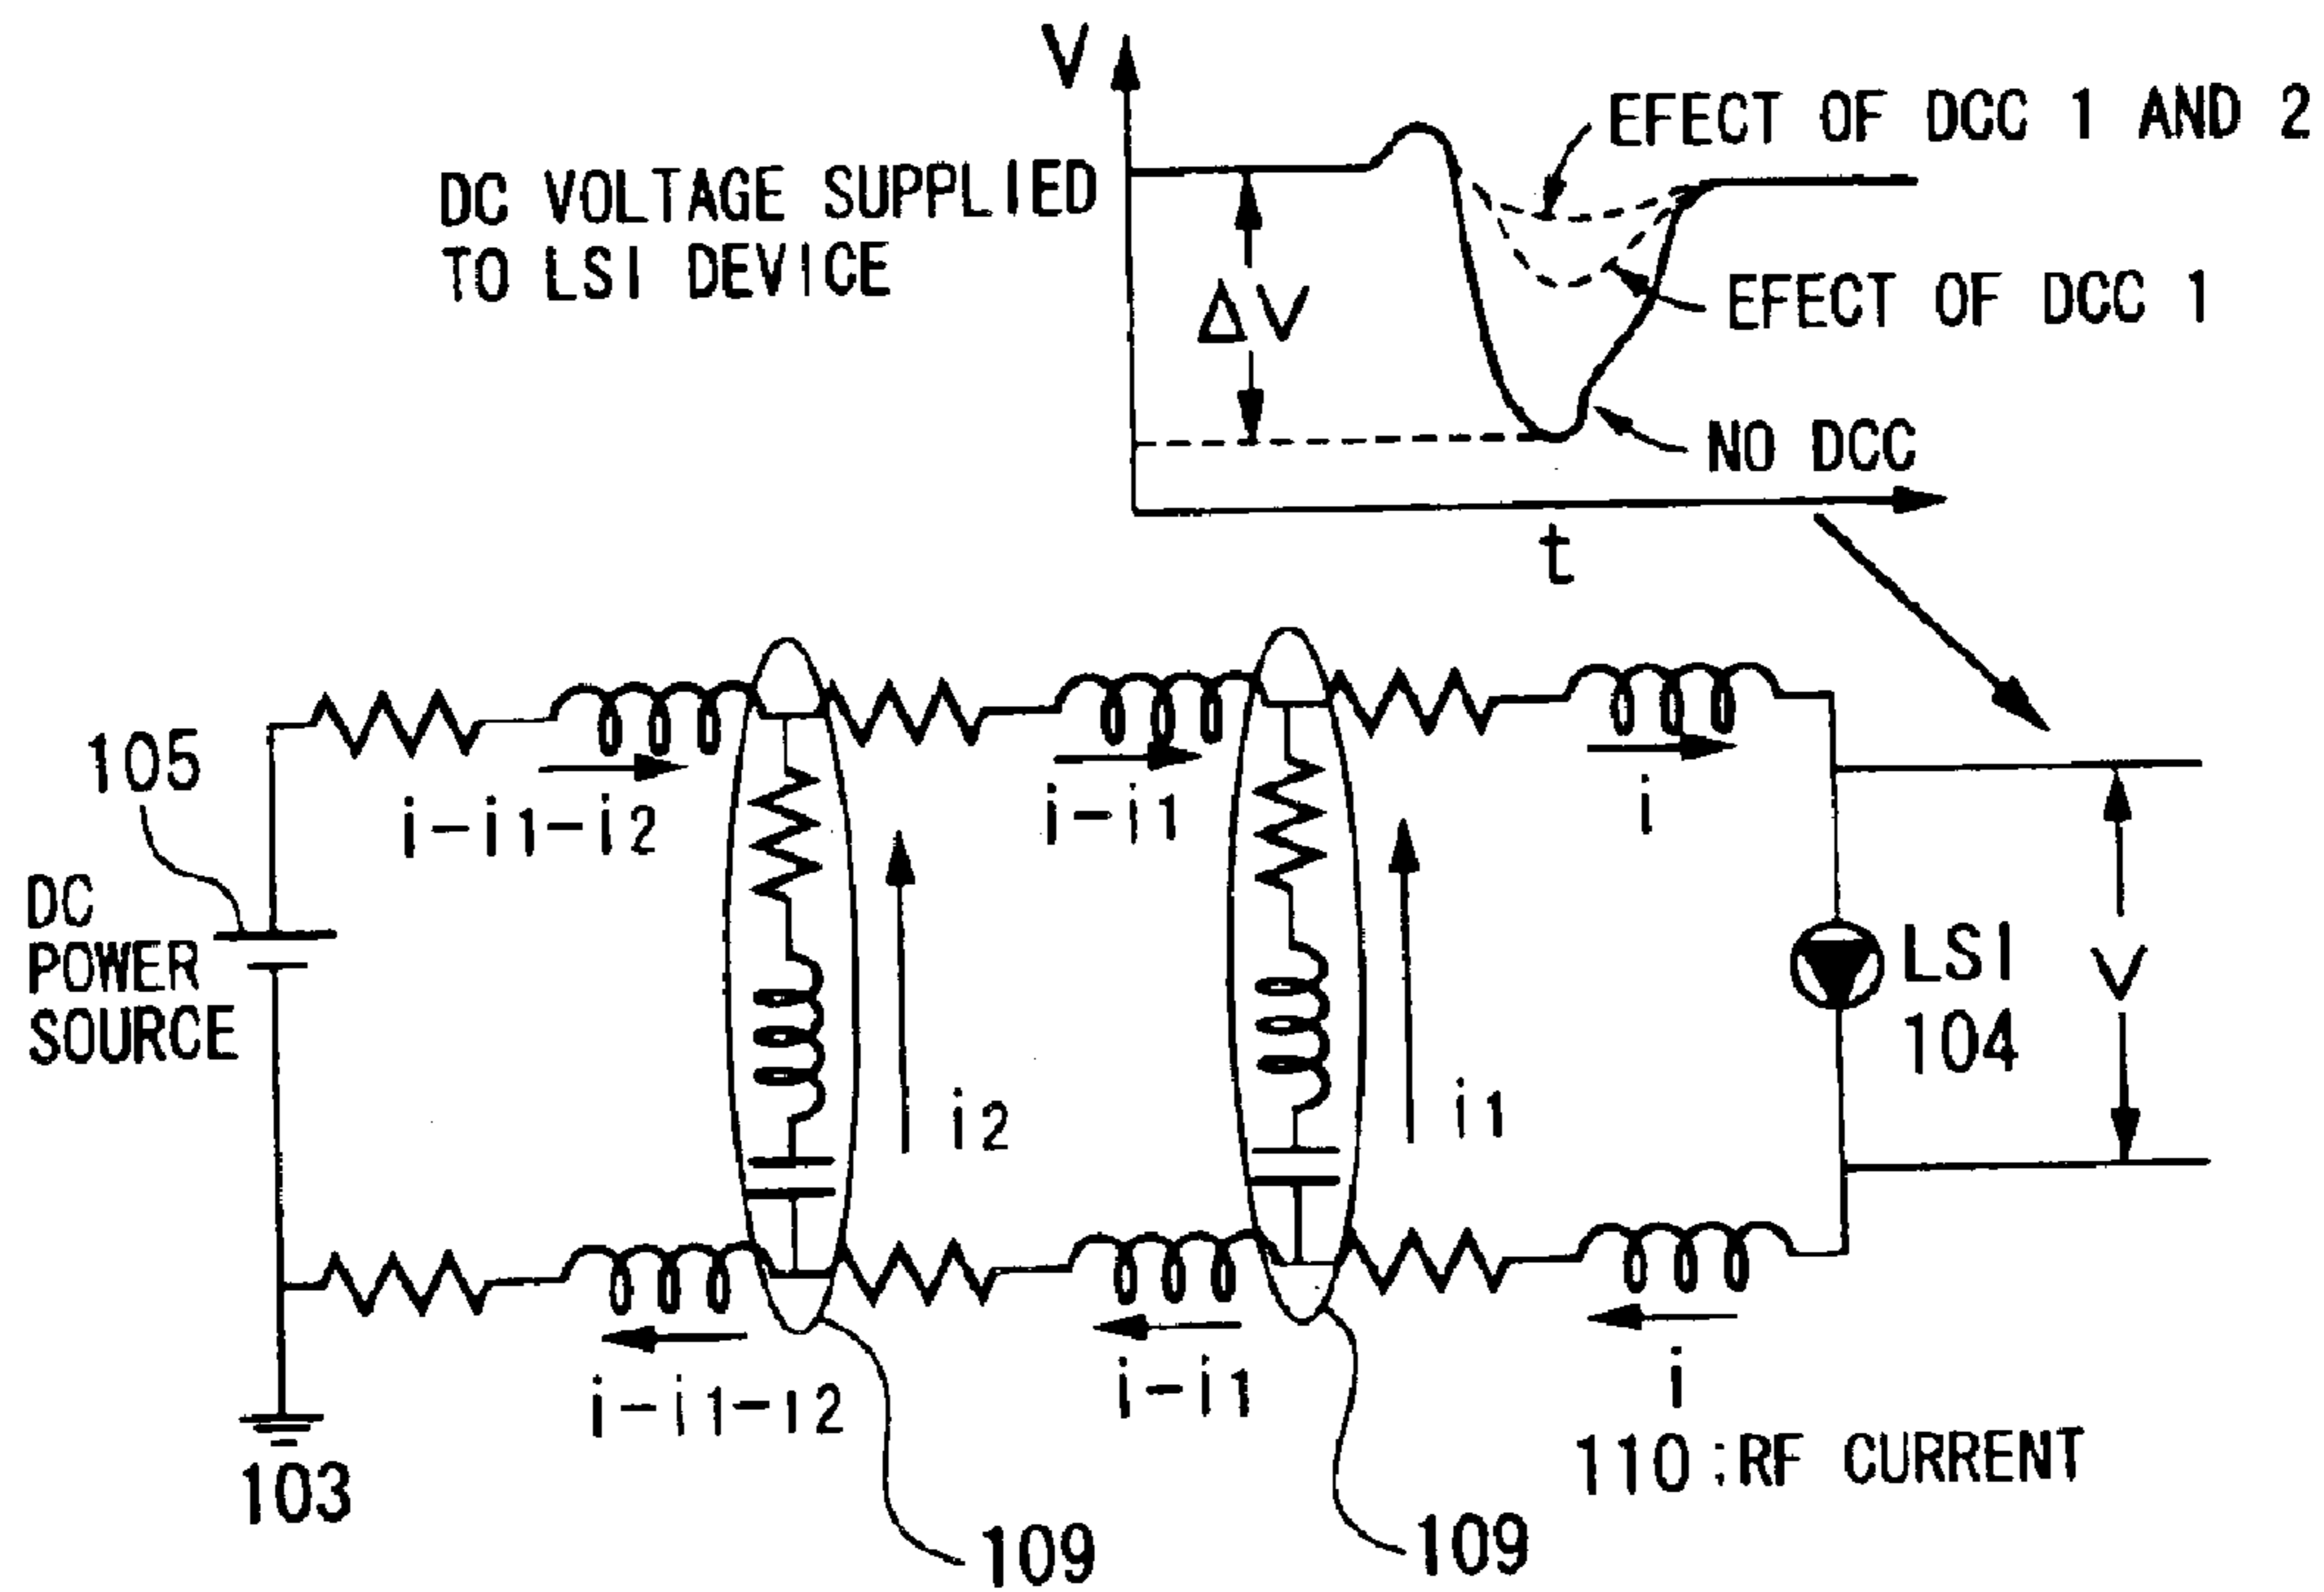 V
EFECT OF DCC 1 AND 2
DC VOLTAGE SUPPLIED
TO LSI DEVICE
ΔV
EFECT OF DCC 1
NO DCC
t
105
i-i1-i2
i-i1
i
DC
POWER
SOURCE
LSI
104
V
i2
i1
i-i1-i2
i-i1
i
110 : RF CURRENT
103
109
109